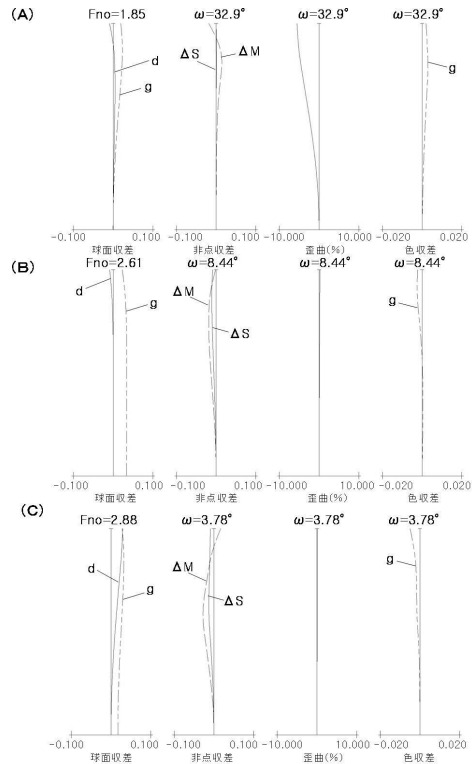 (A)
Fno=1.85 ω=32.9° ω=32.9° ω=32.9°
d g ΔS ΔM g
-0.100 0.100 -0.100 0.100 -10.000 10.000 -0.020 0.020
球面収差 非点収差 歪曲(%) 色収差
(B)
Fno=2.61 ω=8.44° ω=8.44° ω=8.44°
d g ΔM ΔS g
-0.100 0.100 -0.100 0.100 -10.000 10.000 -0.020 0.020
球面収差 非点収差 歪曲(%) 色収差
(C)
Fno=2.88 ω=3.78° ω=3.78° ω=3.78°
d g ΔM ΔS g
-0.100 0.100 -0.100 0.100 -10.000 10.000 -0.020 0.020
球面収差 非点収差 歪曲(%) 色収差